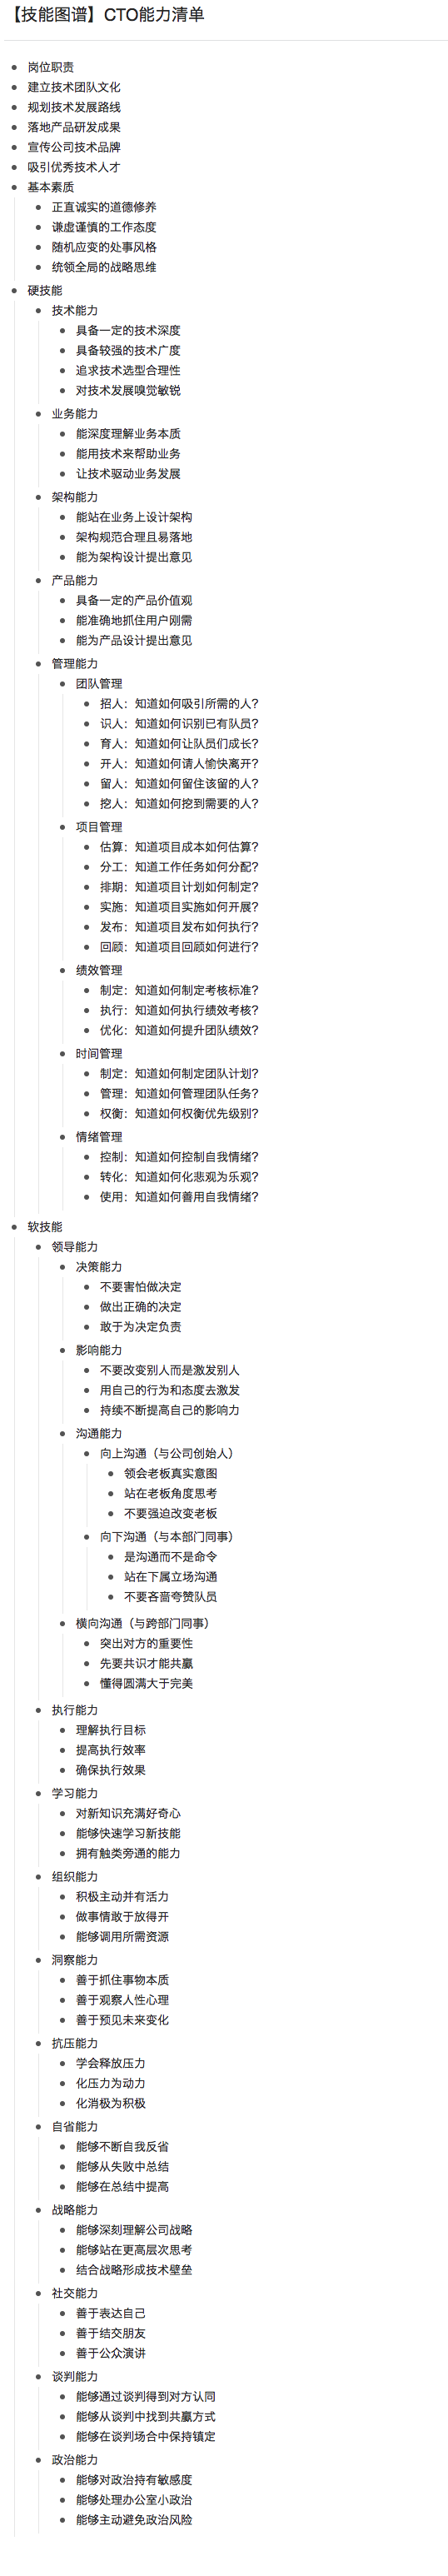 【技能图谱】CTO能力清单
岗位职责
建立技术团队文化
规划技术发展路线
落地产品研发成果
宣传公司技术品牌
吸引优秀技术人才
基本素质
正直诚实的道德修养
谦虚谨慎的工作态度
随机应变的处事风格
统领全局的战略思维
硬技能
技术能力
具备一定的技术深度
具备较强的技术广度
追求技术选型合理性
对技术发展嗅觉敏锐
业务能力
能深度理解业务本质
能用技术来帮助业务
让技术驱动业务发展
架构能力
能站在业务上设计架构
架构规范合理且易落地
能为架构设计提出意见
产品能力
具备一定的产品价值观
能准确地抓住用户刚需
能为产品设计提出意见
管理能力
团队管理
招人：知道如何吸引所需的人?
识人：知道如何识别已有队员?
育人：知道如何让队员们成长?
开人：知道如何请人愉快离开?
留人：知道如何留住该留的人?
挖人：知道如何挖到需要的人?
项目管理
估算：知道项目成本如何估算?
分工：知道工作任务如何分配?
排期：知道项目计划如何制定?
实施：知道项目实施如何开展?
发布：知道项目发布如何执行?
回顾：知道项目回顾如何进行?
绩效管理
制定：知道如何制定考核标准?
执行：知道如何执行绩效考核?
优化：知道如何提升团队绩效?
时间管理
制定：知道如何制定团队计划?
管理：知道如何管理团队任务?
权衡：知道如何权衡优先级别?
情绪管理
控制：知道如何控制自我情绪?
转化：知道如何化悲观为乐观?
使用：知道如何善用自我情绪?
软技能
领导能力
决策能力
不要害怕做决定
做出正确的决定
敢于为决定负责
影响能力
不要改变别人而是激发别人
用自己的行为和态度去激发
持续不断提高自己的影响力
沟通能力
向上沟通（与公司创始人）
领会老板真实意图
站在老板角度思考
不要强迫改变老板
向下沟通（与本部门同事）
是沟通而不是命令
站在下属立场沟通
不要吝啬夸赞队员
横向沟通（与跨部门同事）
突出对方的重要性
先要共识才能共赢
懂得圆满大于完美
执行能力
理解执行目标
提高执行效率
确保执行效果
学习能力
对新知识充满好奇心
能够快速学习新技能
拥有触类旁通的能力
组织能力
积极主动并有活力
做事情敢于放得开
能够调用所需资源
洞察能力
善于抓住事物本质
善于观察人性心理
善于预见未来变化
抗压能力
学会释放压力
化压力为动力
化消极为积极
自省能力
能够不断自我反省
能够从失败中总结
能够在总结中提高
战略能力
能够深刻理解公司战略
能够站在更高层次思考
结合战略形成技术壁垒
社交能力
善于表达自己
善于结交朋友
善于公众演讲
谈判能力
能够通过谈判得到对方认同
能够从谈判中找到共赢方式
能够在谈判场合中保持镇定
政治能力
能够对政治持有敏感度
能够处理办公室小政治
能够主动避免政治风险